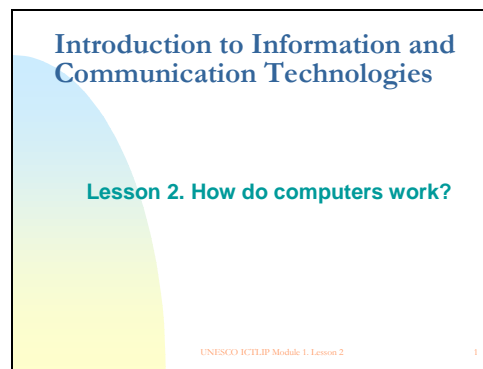 Introduction to Information and
Communication Technologies
Lesson 2. How do computers work?
UNESCO ICTLIP Module 1. Lesson 2
1